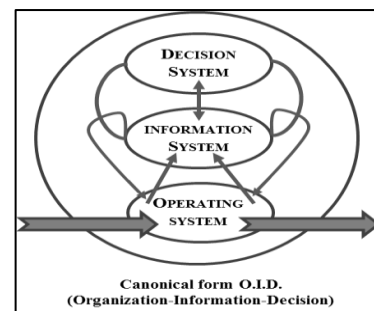 DECISION
SYSTEM
INFORMATION
SYSTEM
OPERATING
SYSTEM
Canonical form O.I.D.
(Organization-Information-Decision)